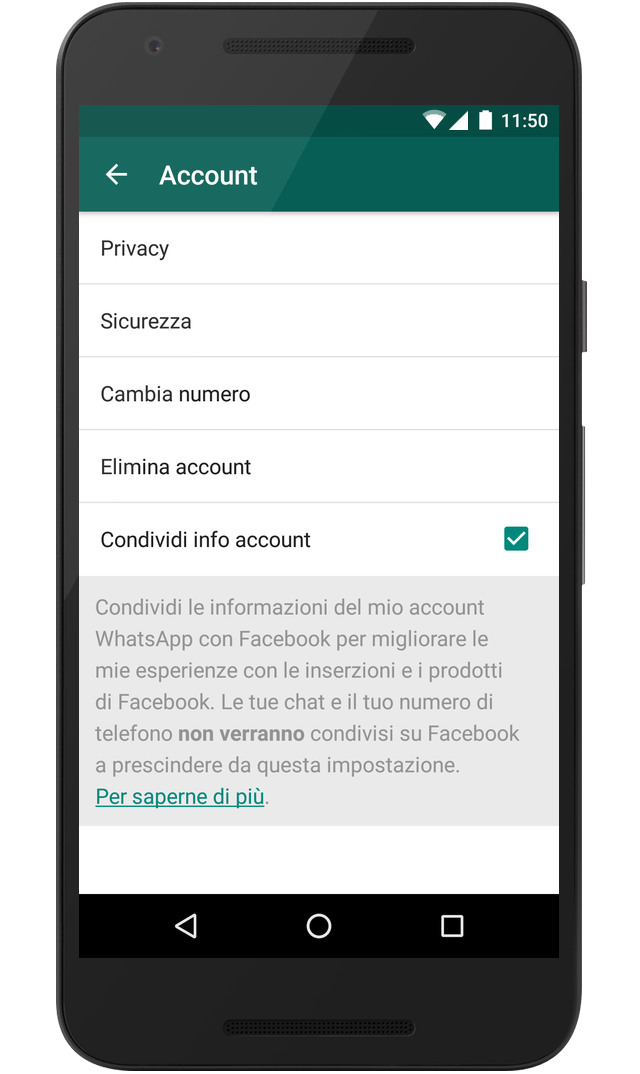 11:50
Account
Privacy
Sicurezza
Cambia numero
Elimina account
Condividi info account
Condividi le informazioni del mio account
WhatsApp con Facebook per migliorare le
mie esperienze con le inserzioni e i prodotti
di Facebook. Le tue chat e il tuo numero di
telefono non verranno condivisi su Facebook
a prescindere da questa impostazione.
Per saperne di più.